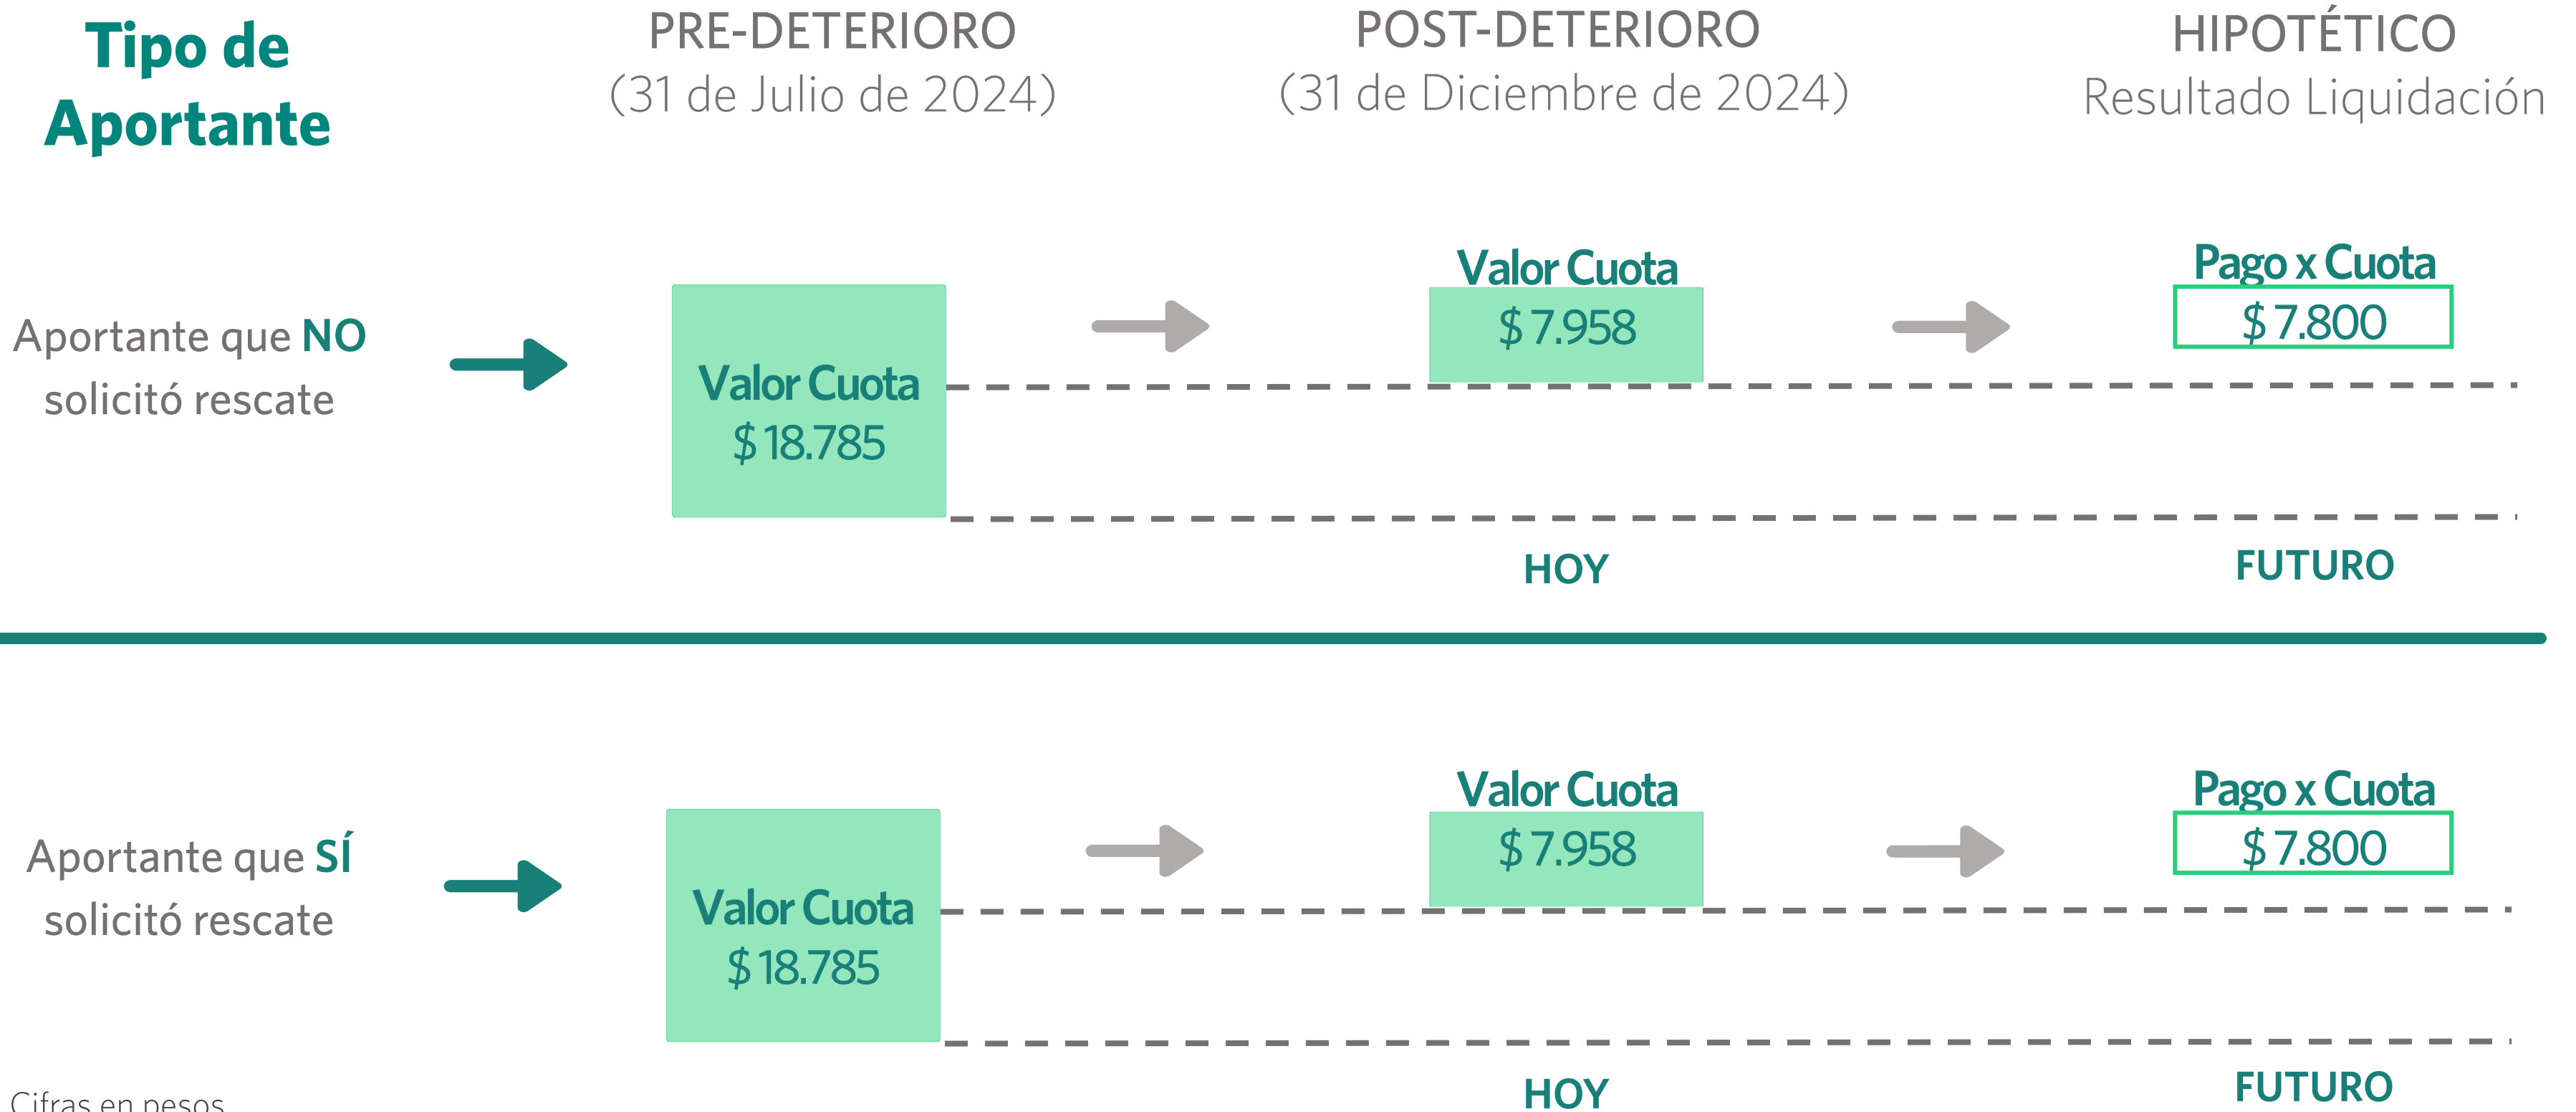 Tipo de
Aportante
PRE-DETERIORO
(31 de Julio de 2024)
POST-DETERIORO
(31 de Diciembre de 2024)
HIPOTÉTICO
Resultado Liquidación
Aportante que NO
solicitó rescate
Valor Cuota
$ 18.785
Valor Cuota
$ 7.958
Pago x Cuota
$ 7.800
HOY
FUTURO
Aportante que SÍ
solicitó rescate
Valor Cuota
$ 18.785
Valor Cuota
$ 7.958
Pago x Cuota
$ 7.800
HOY
FUTURO
Cifras en pesos